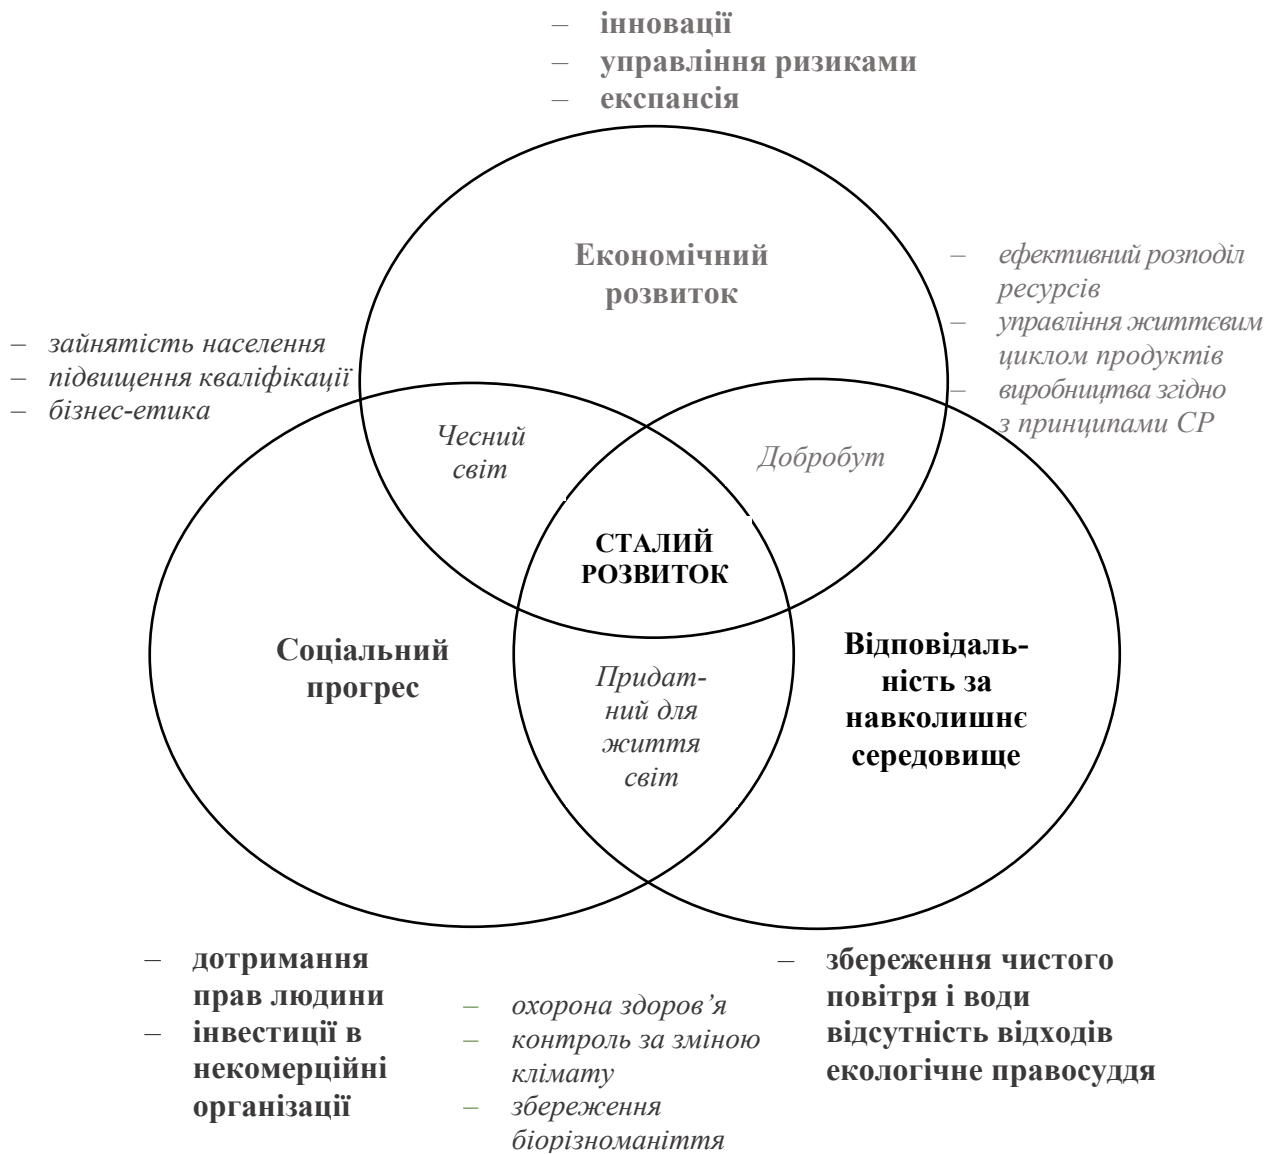 – інновації
– управління ризиками
– експансія
Економічний
розвиток
– ефективний розподіл
ресурсів
– управління життєвим
циклом продуктів
– виробництва згідно
з принципами СР
– зайнятість населення
– підвищення кваліфікації
– бізнес-етика
Чесний
світ
Добробут
СТАЛИЙ
РОЗВИТОК
Соціальний
прогрес
Придат-
ний для
життя
світ
Відповідаль-
ність за
навколишнє
середовище
– дотримання
прав людини
– інвестиції в
некомерційні
організації
– охорона здоров’я
– контроль за зміною
клімату
– збереження
біорізноманіття
– збереження чистого
повітря і води
відсутність відходів
екологічне правосуддя